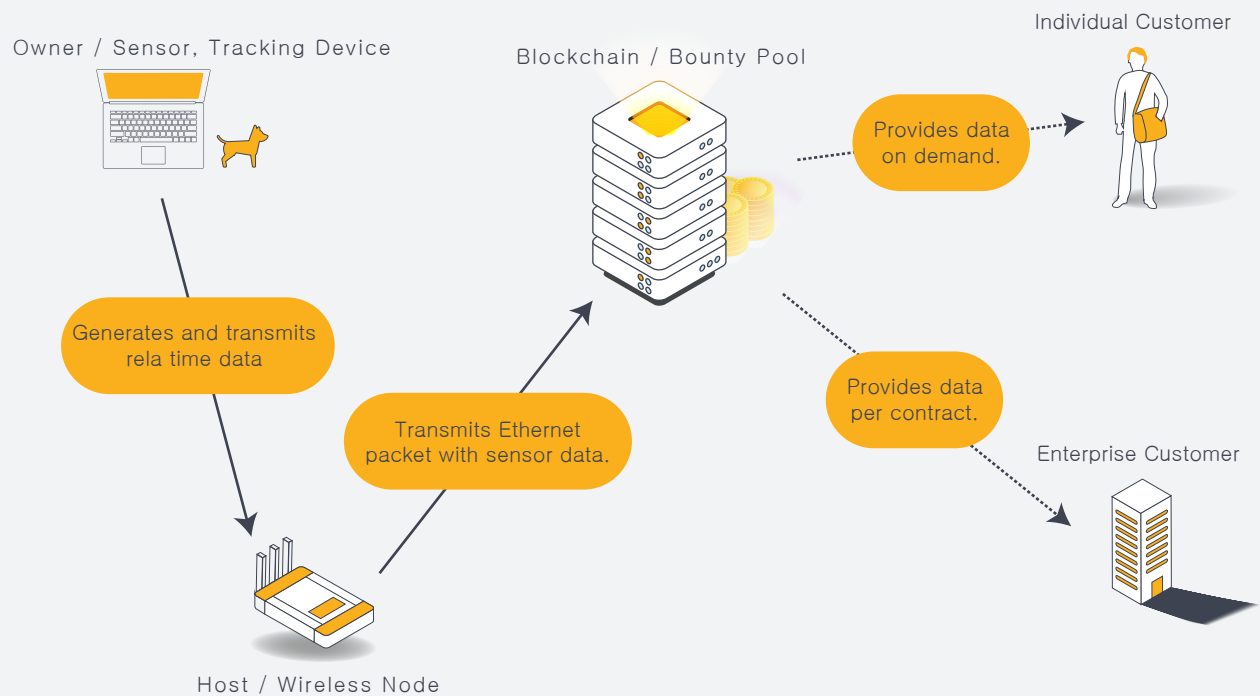 Individual Customer
Owner / Sensor, Tracking Device
Blockchain / Bounty Pool
Provides data
on demand.
Generates and transmits
rela time data
Transmits Ethernet
packet with sensor data.
Provides data
per contract.
Enterprise Customer
Host / Wireless Node